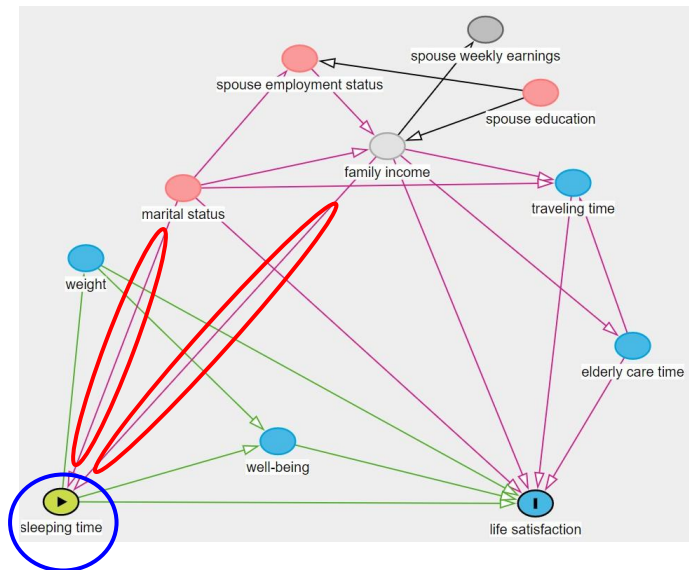 spouse weekly earnings
spouse employment status
spouse education
family income
marital status
traveling time
weight
elderly care time
well-being
sleeping time
life satisfaction